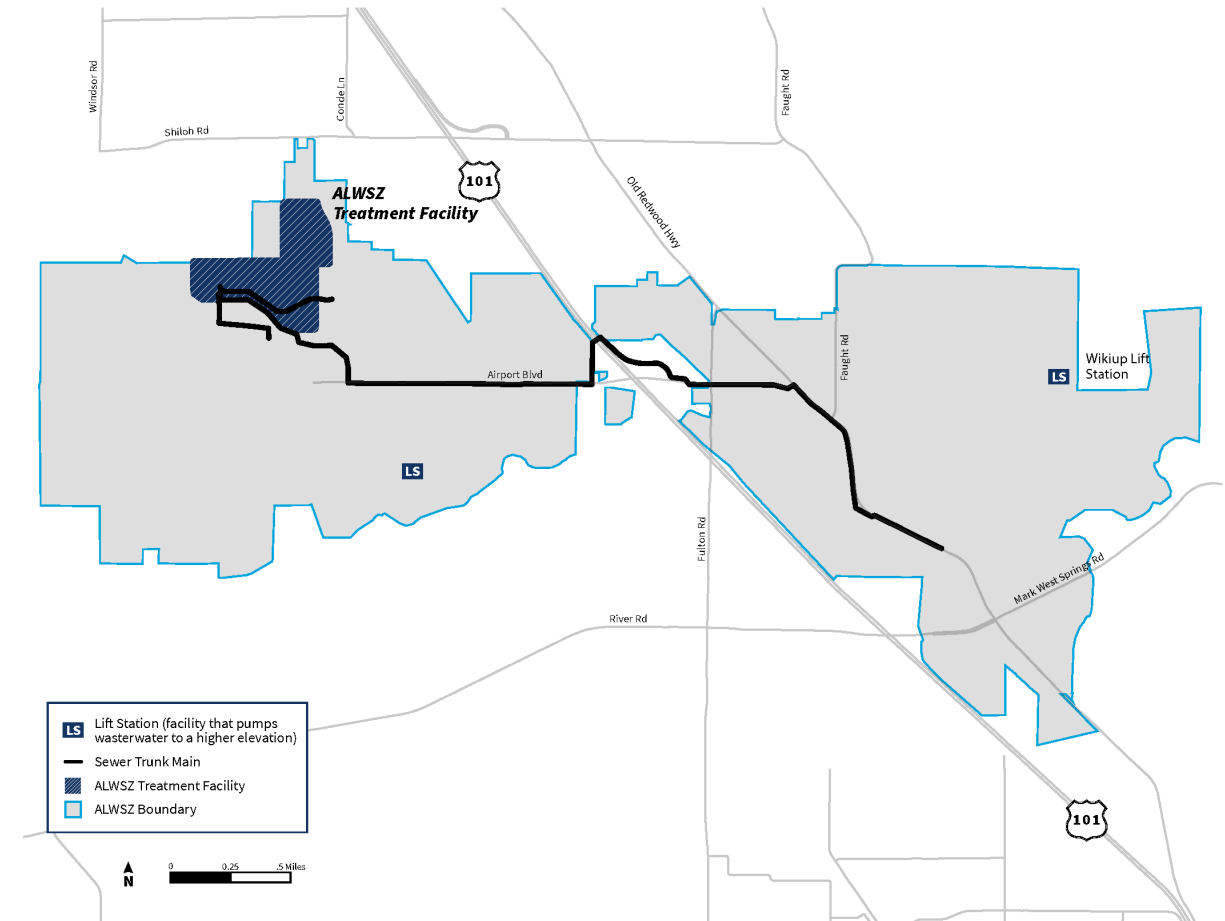 Windsor Rd
Conde Ln
Faught Rd
Shiloh Rd
101
ALWSZ
Treatment Facility
Old Redwood Hwy
Faught Rd
Wikiup Lift
Station
LS
Airport Blvd
LS
Fulton Rd
Mark West Springs Rd
River Rd
LS
Lift Station (facility that pumps
wasterwater to a higher elevation)
Sewer Trunk Main
ALWSZ Treatment Facility
ALWSZ Boundary
101
N
0 0.25 .5 Miles